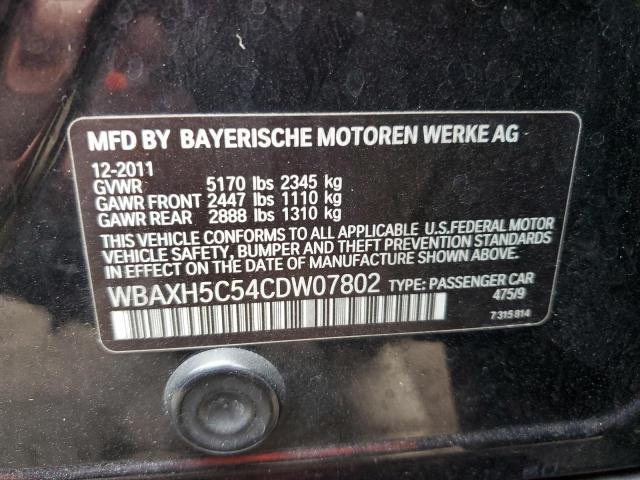 MFD BY BAYERISCHE MOTOREN WERKE AG
12-2011
GVWR 5170 lbs 2345 kg
GAWR FRONT 2447 lbs 1110 kg
GAWR REAR 2888 lbs 1310 kg
THIS VEHICLE CONFORMS TO ALL APPLICABLE U.S.FEDERAL MOTOR
VEHICLE SAFETY, BUMPER AND THEFT PREVENTION STANDARDS
IN EFFECT ON THE DATE OF MANUFACTURE SHOWN ABOVE.
WBAXH5C54CDW07802 TYPE: PASSENGER CAR
475/9
7 315 814